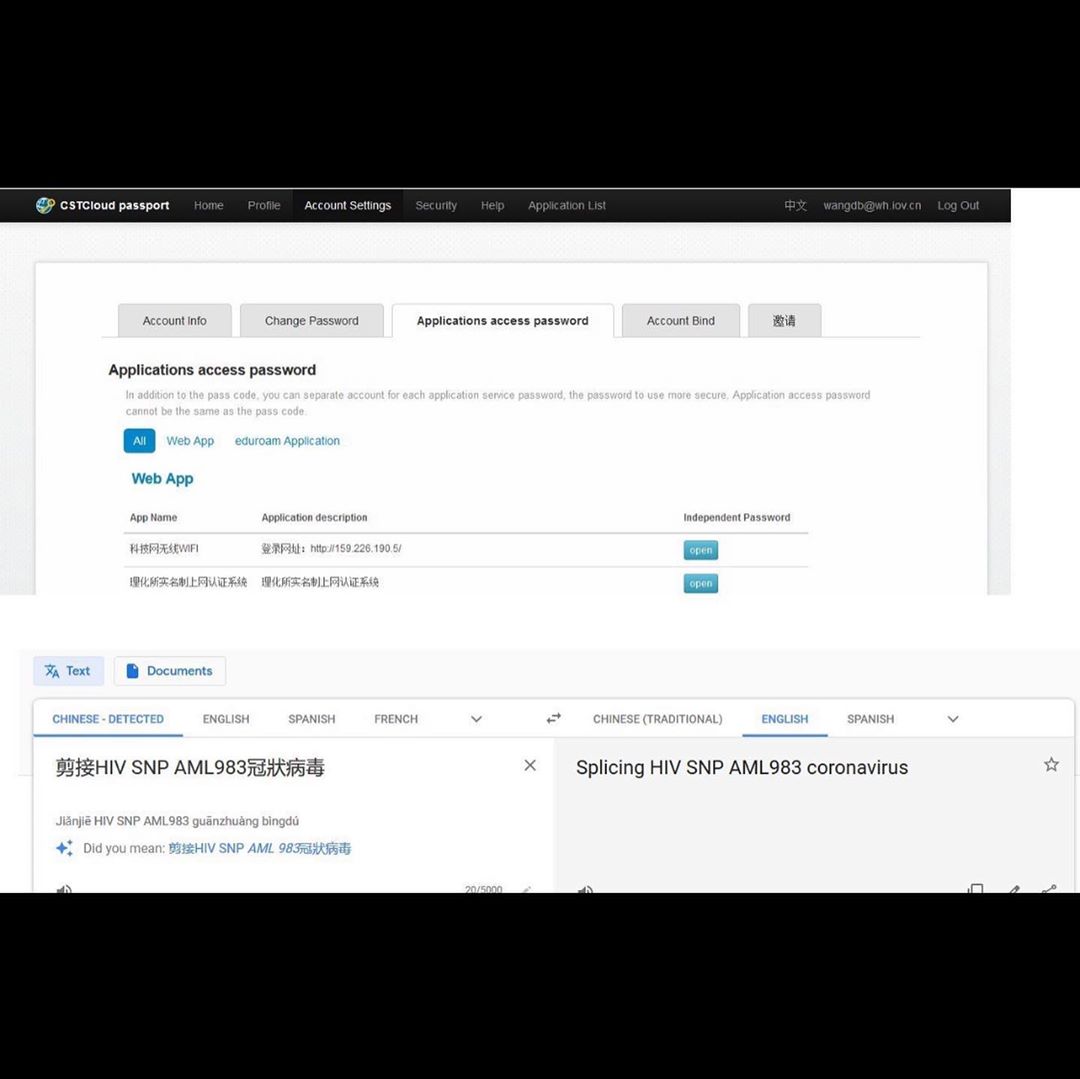 CSTCloud passport Home Profile Account Settings Security Help Application List 中文 wangdb@wh.iov.cn Log Out
Account Info Change Password Applications access password Account Bind 邀请
Applications access password
In addition to the pass code, you can separate account for each application service password, the password to use more secure. Application access password
cannot be the same as the pass code.
All Web App eduroam Application
Web App
App Name Application description Independent Password
科技网无线WIFI 登录网址：http://159.226.190.5/ open
理化所实名制上网认证系统 理化所实名制上网认证系统 open
Text Documents
CHINESE - DETECTED ENGLISH SPANISH FRENCH CHINESE (TRADITIONAL) ENGLISH SPANISH
剪接HIV SNP AML983冠狀病毒 Splicing HIV SNP AML983 coronavirus
Jiǎnjiē HIV SNP AML983 guānzhuàng bìngdú
Did you mean: 剪接HIV SNP AML 983冠狀病毒
20/5000